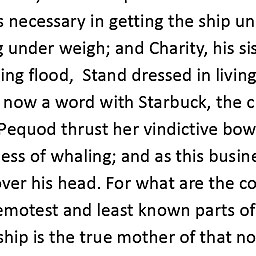 s necessary in getting the ship un
g under weigh; and Charity, his sis
ing flood,  Stand dressed in living
now a word with Starbuck, the c
Pequod thrust her vindictive bow
ess of whaling; and as this busine
over his head. For what are the co
emotest and least known parts of
ship is the true mother of that no